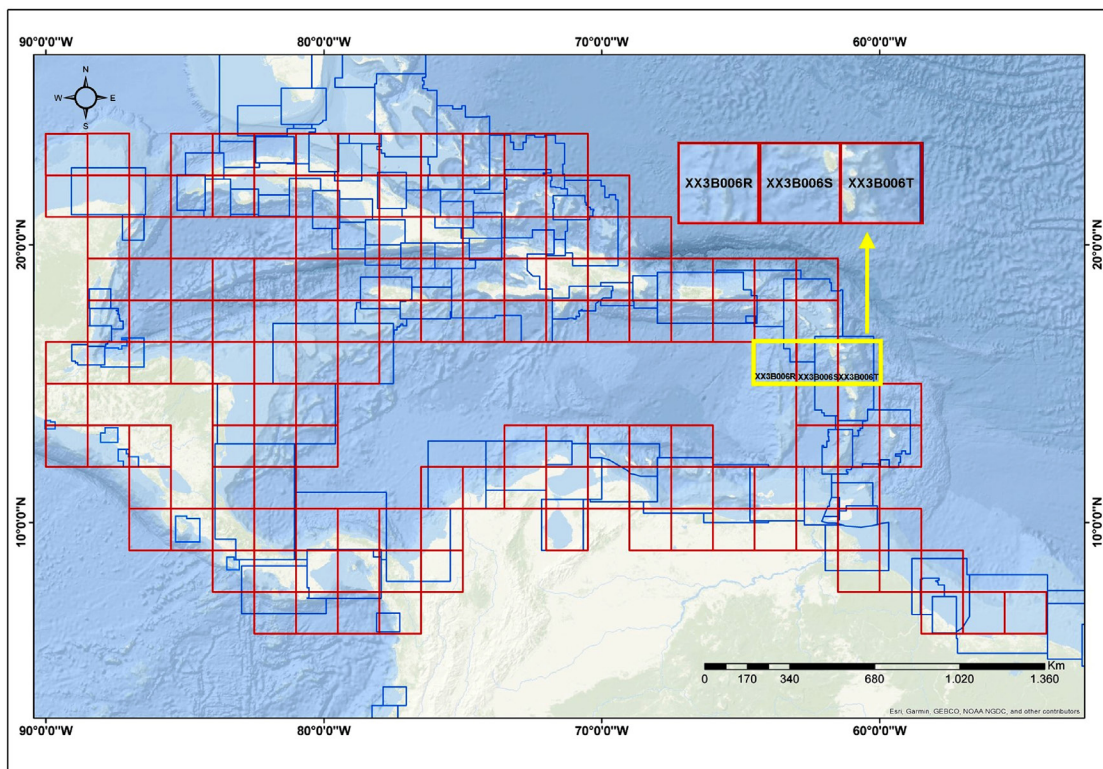 90°0'0"W 80°0'0"W 70°0'0"W 60°0'0"W
N
W E
S
XX3B006R XX3B006S XX3B006T
20°0'0"N 20°0'0"N
XX3B006R XX3B006S XX3B006T
10°0'0"N 10°0'0"N
Km
0 170 340 680 1.020 1.360
Esri, Garmin, GEBCO, NOAA NGDC, and other contributors
90°0'0"W 80°0'0"W 70°0'0"W 60°0'0"W